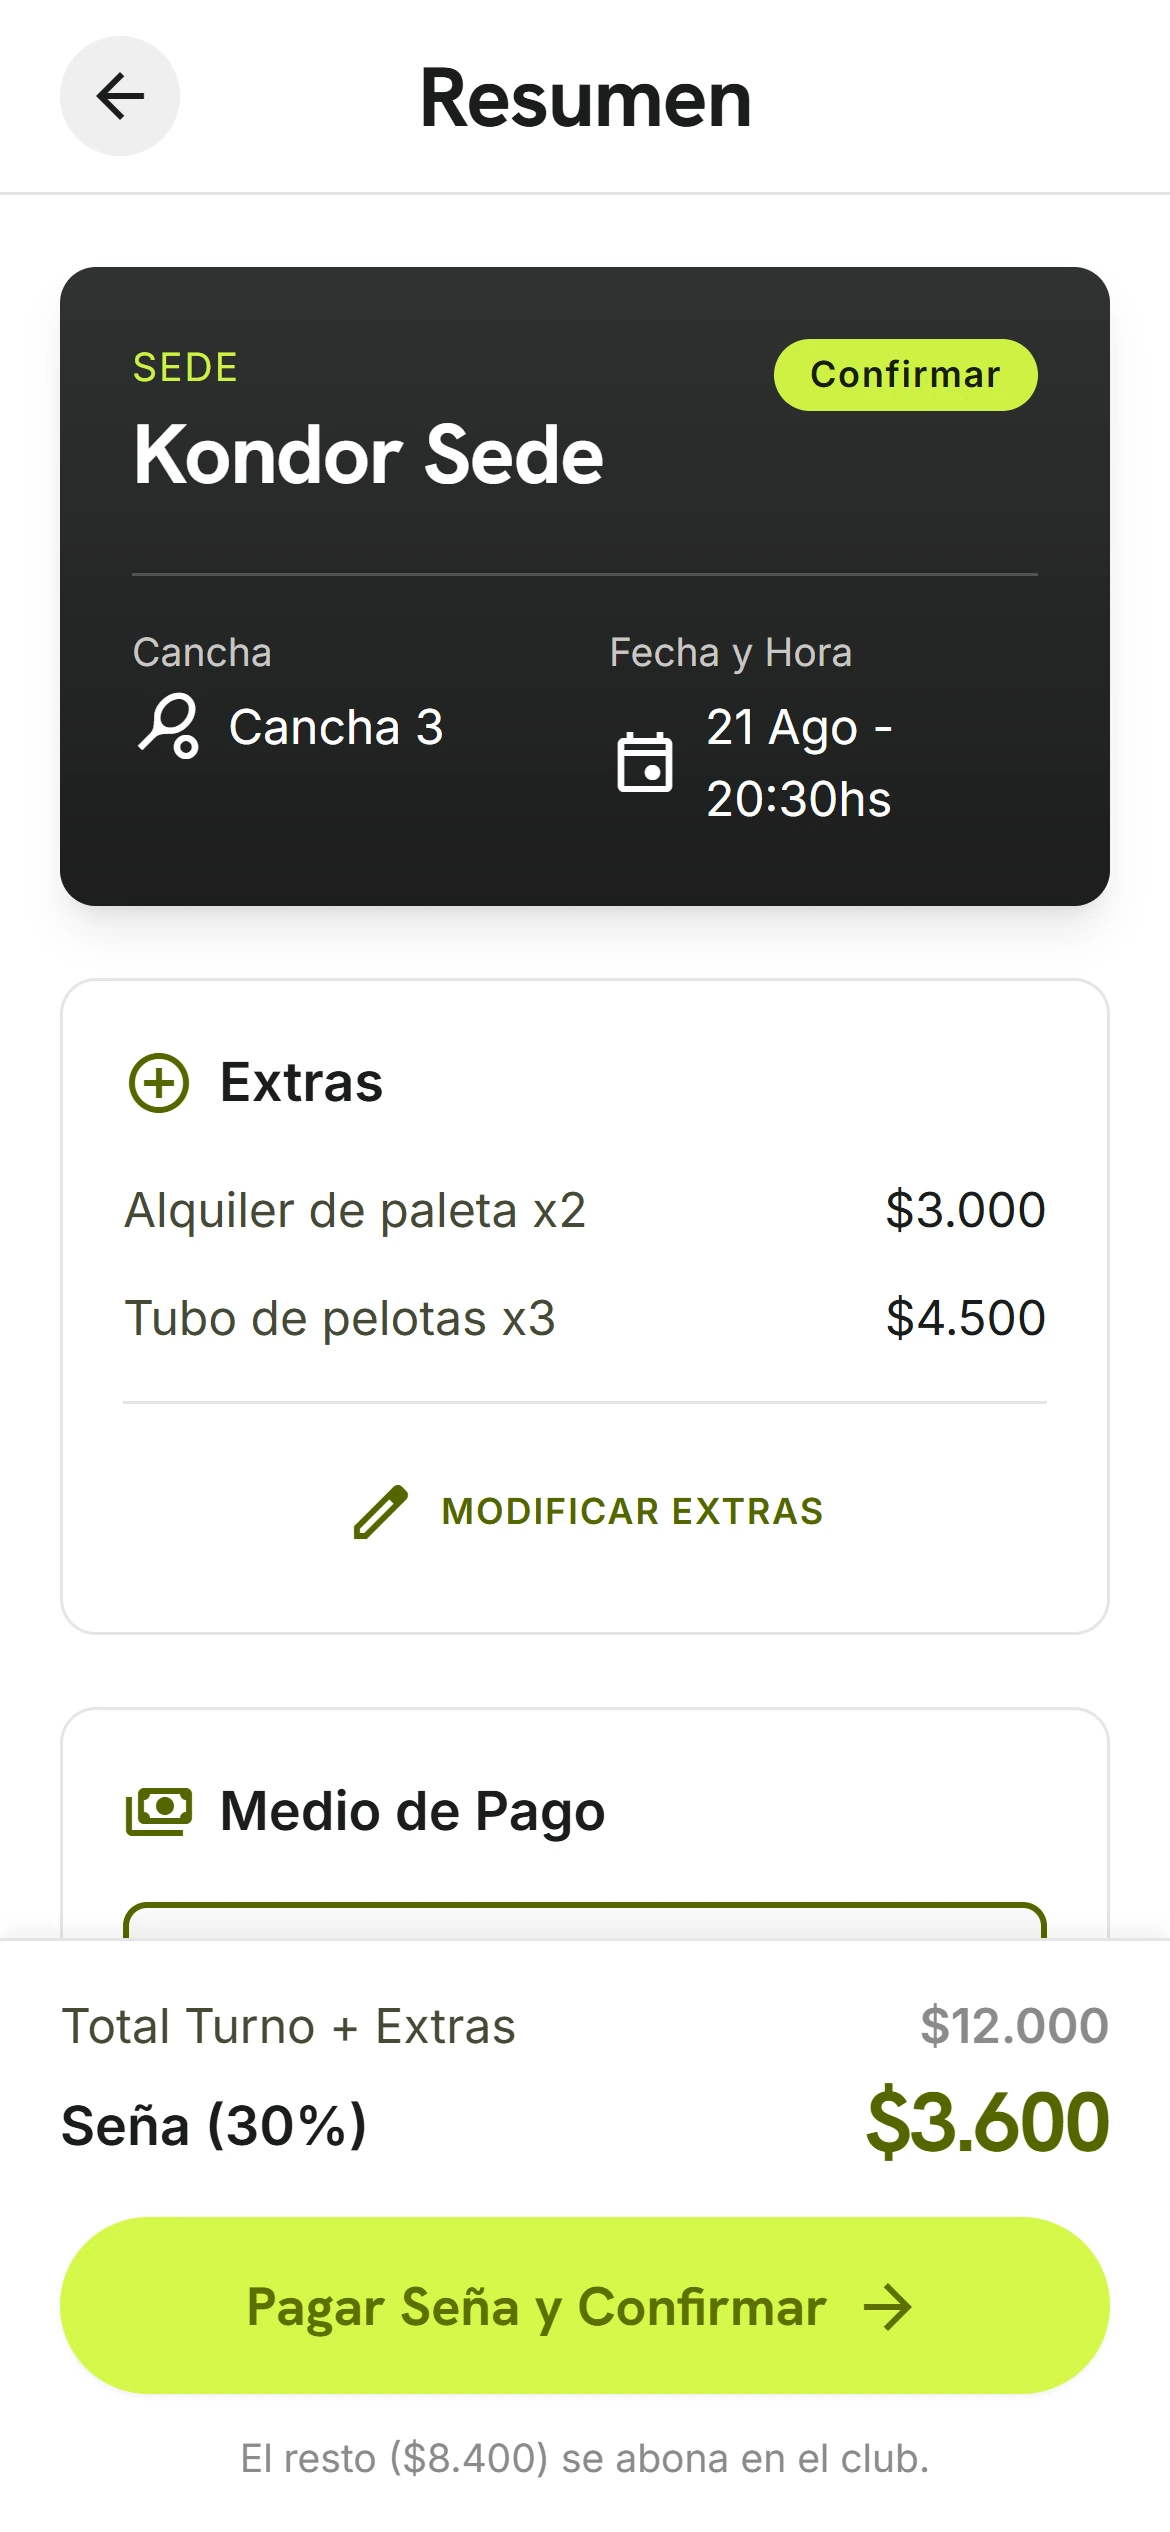 Resumen
SEDE
Confirmar
Kondor Sede
Cancha
Cancha 3
Fecha y Hora
21 Ago -
20:30hs
Extras
Alquiler de paleta x2 $3.000
Tubo de pelotas x3 $4.500
MODIFICAR EXTRAS
Medio de Pago
Total Turno + Extras $12.000
Seña (30%) $3.600
Pagar Seña y Confirmar
El resto ($8.400) se abona en el club.